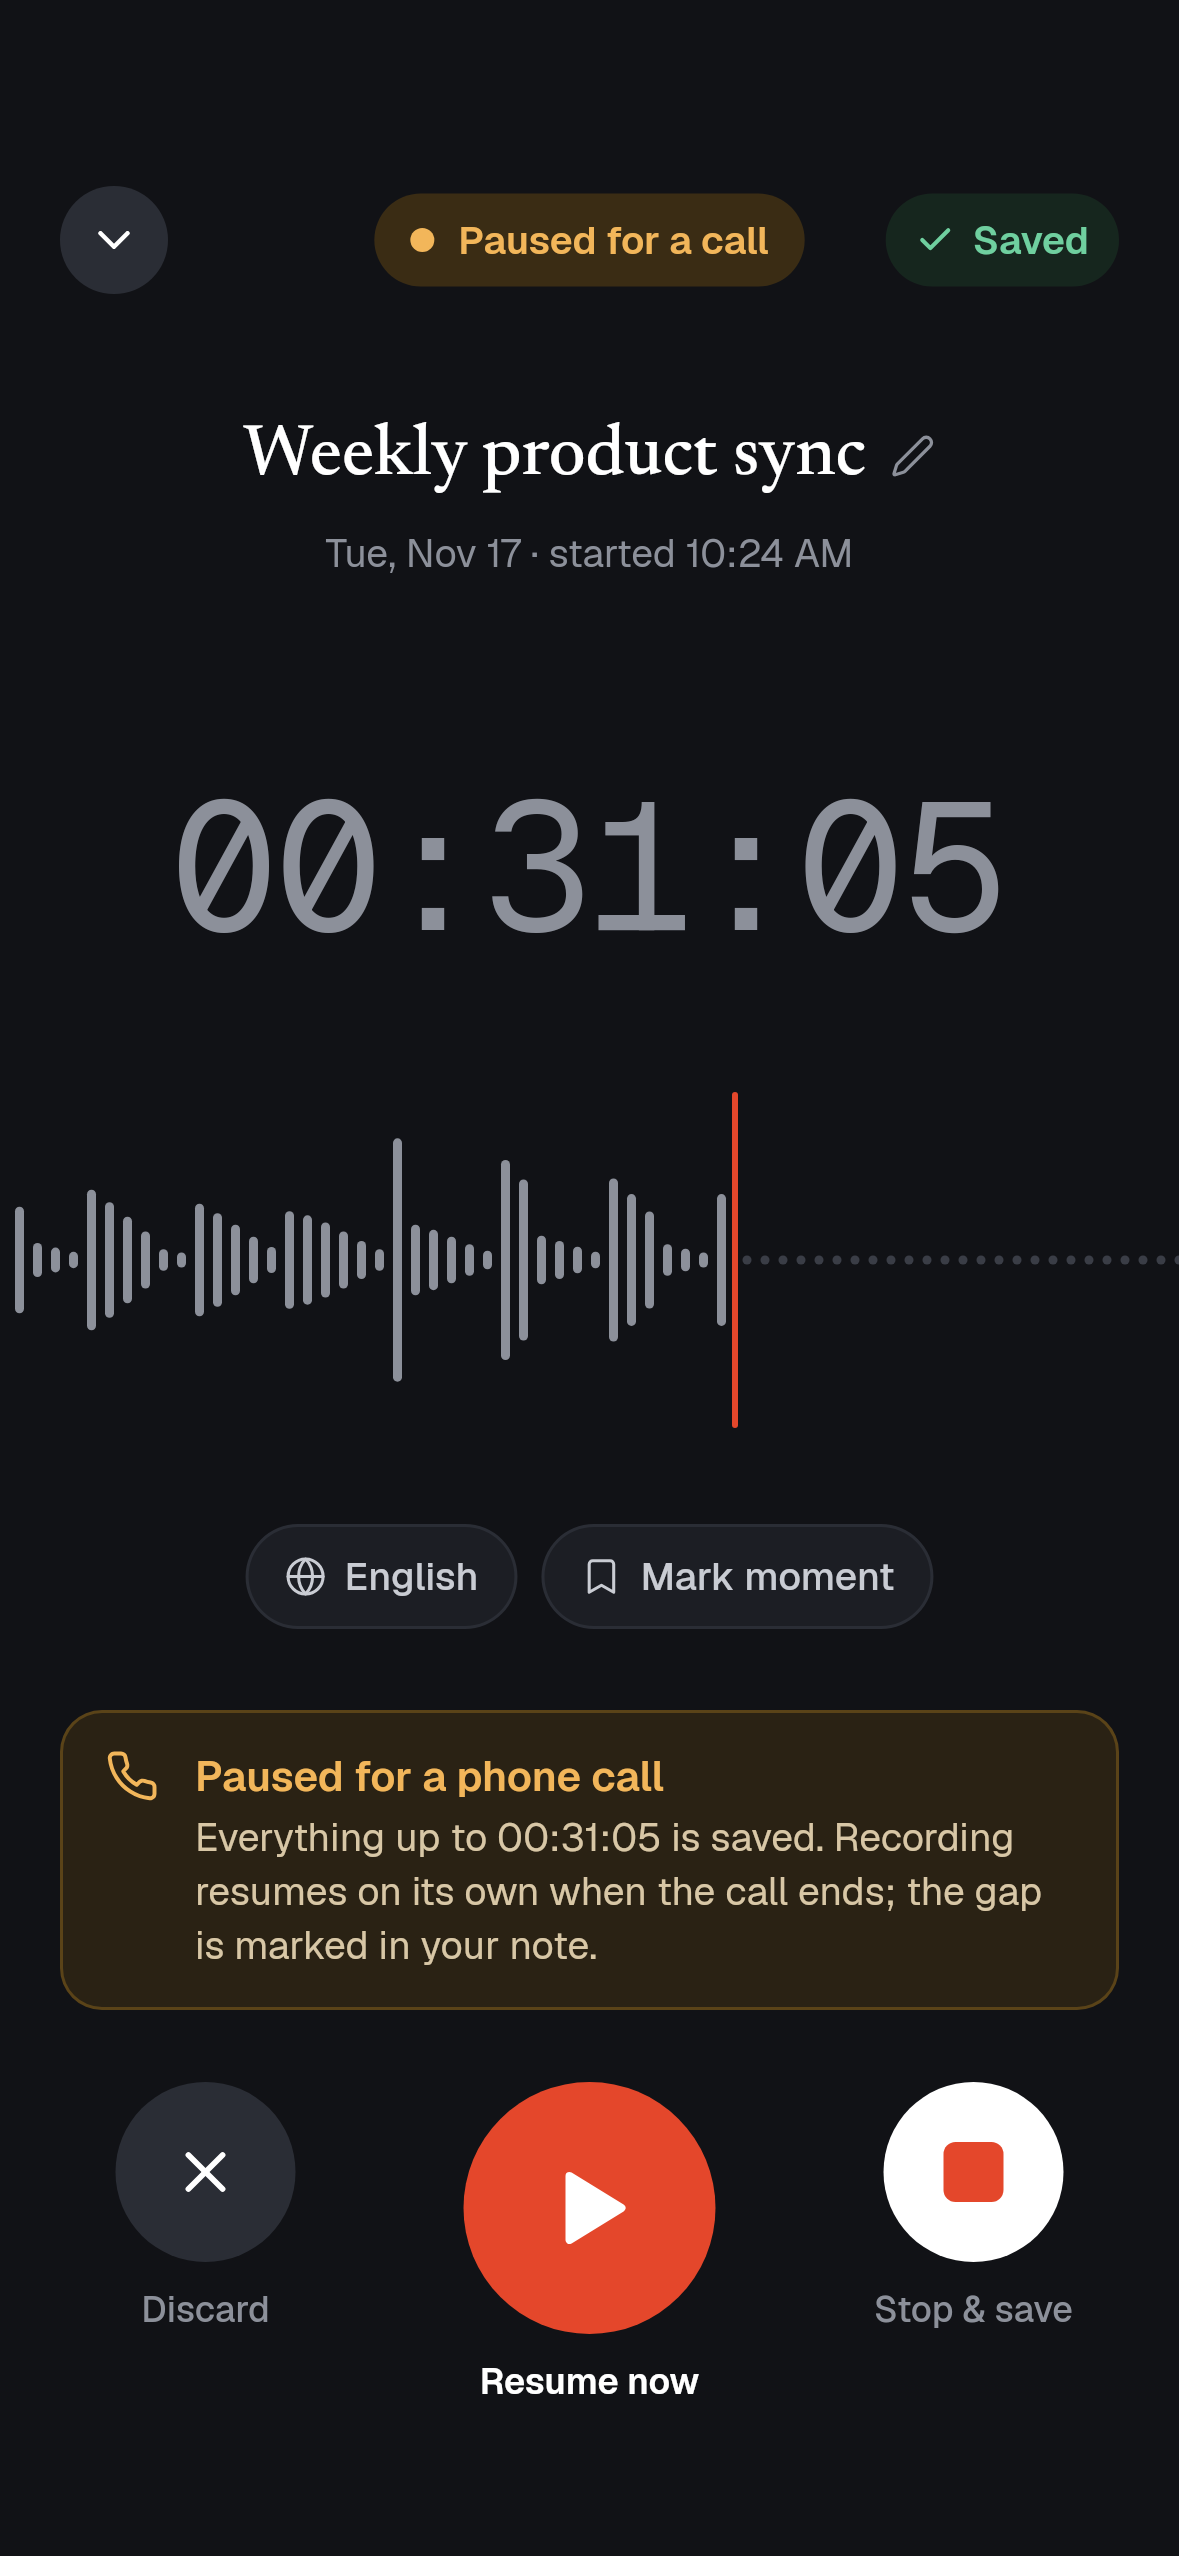 Paused for a call
Saved
Weekly product sync
Tue, Nov 17 · started 10:24 AM
00:31:05
English
Mark moment
Paused for a phone call
Everything up to 00:31:05 is saved. Recording
resumes on its own when the call ends; the gap
is marked in your note.
Discard
Stop & save
Resume now